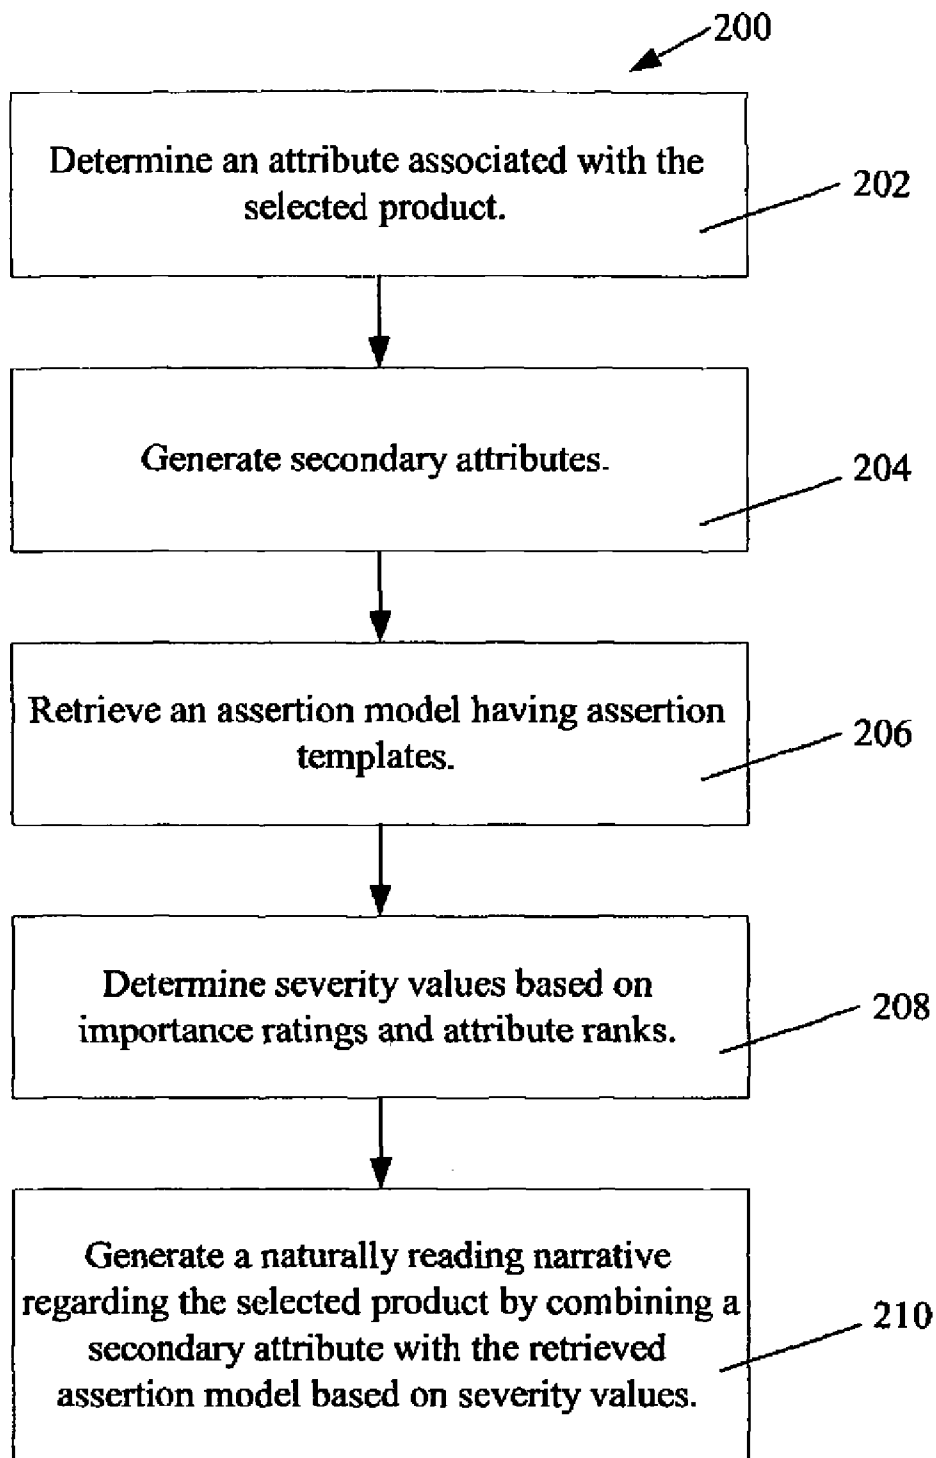 200
Determine an attribute associated with the
selected product.
202
Generate secondary attributes.
204
Retrieve an assertion model having assertion
templates.
206
Determine severity values based on
importance ratings and attribute ranks.
208
Generate a naturally reading narrative
regarding the selected product by combining a
secondary attribute with the retrieved
assertion model based on severity values.
210